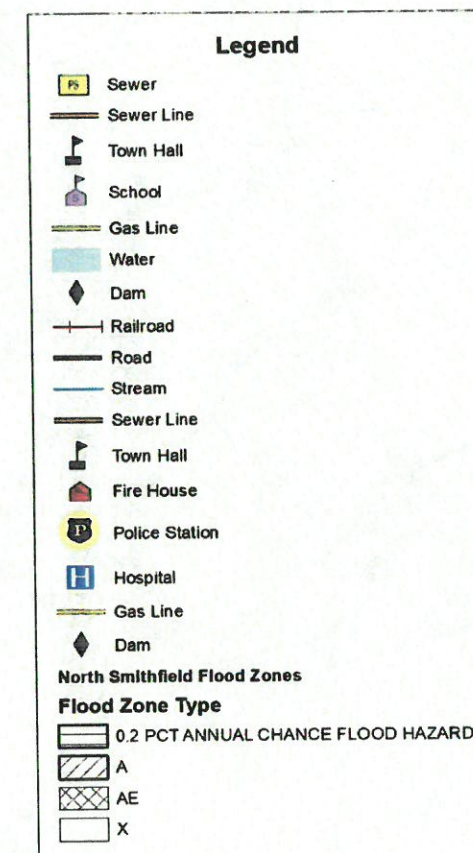 Legend
PS Sewer
Sewer Line
Town Hall
S School
Gas Line
Water
Dam
Railroad
Road
Stream
Sewer Line
Town Hall
Fire House
P Police Station
H Hospital
Gas Line
Dam
North Smithfield Flood Zones
Flood Zone Type
0.2 PCT ANNUAL CHANCE FLOOD HAZARD
A
AE
X